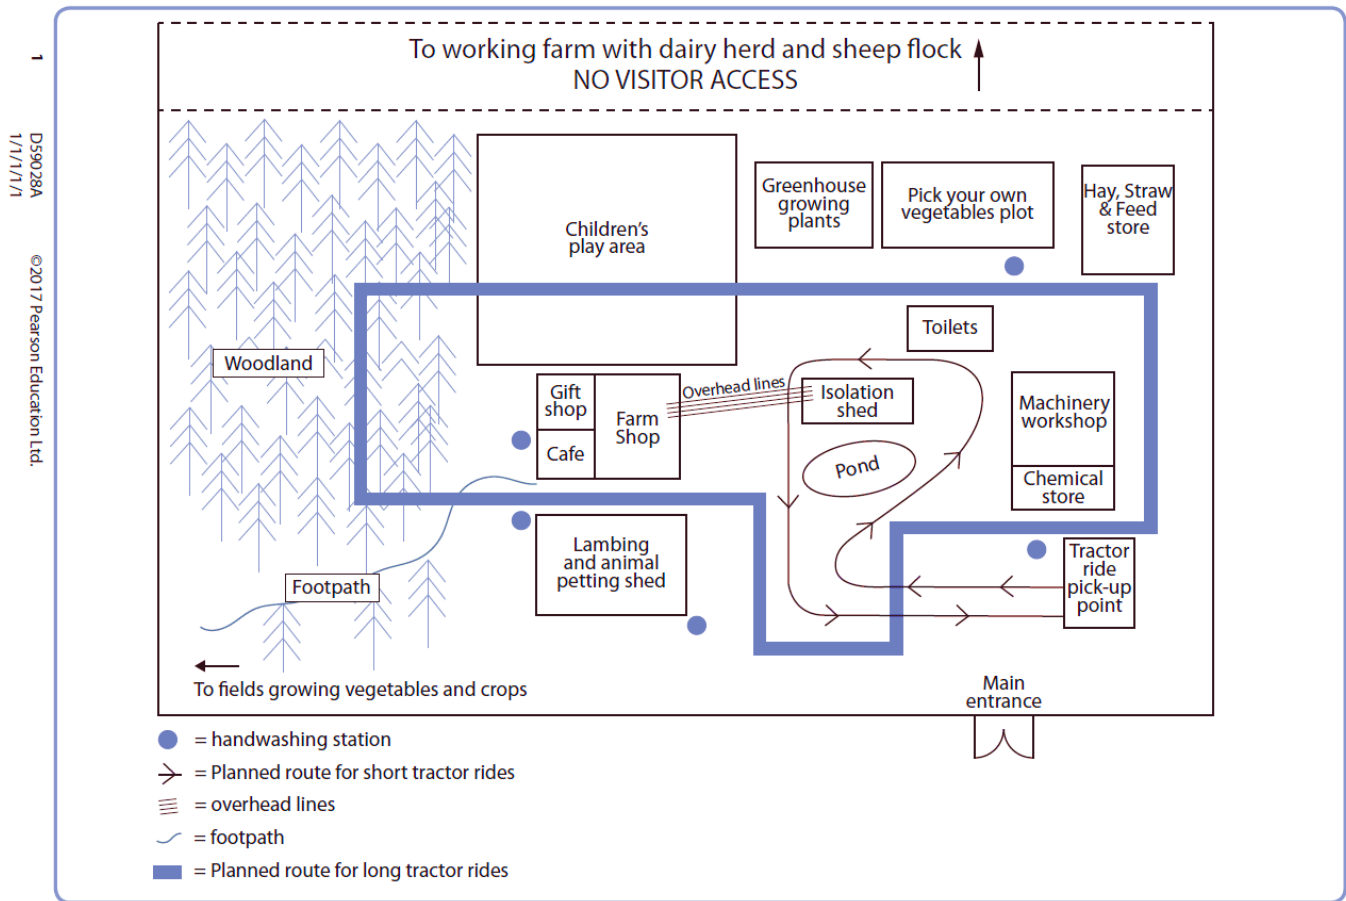 1
D59028A
1/1/1/1/1
©2017 Pearson Education Ltd.
To working farm with dairy herd and sheep flock
NO VISITOR ACCESS
Children's
play area
Greenhouse
growing
plants
Pick your own
vegetables plot
Hay, Straw
& Feed
store
Toilets
Woodland
Gift
shop
Cafe
Farm
Shop
Overhead lines
Isolation
shed
Pond
Machinery
workshop
Chemical
store
Lambing
and animal
petting shed
Tractor
ride
pick-up
point
Footpath
To fields growing vegetables and crops
Main
entrance
= handwashing station
= Planned route for short tractor rides
= overhead lines
= footpath
= Planned route for long tractor rides